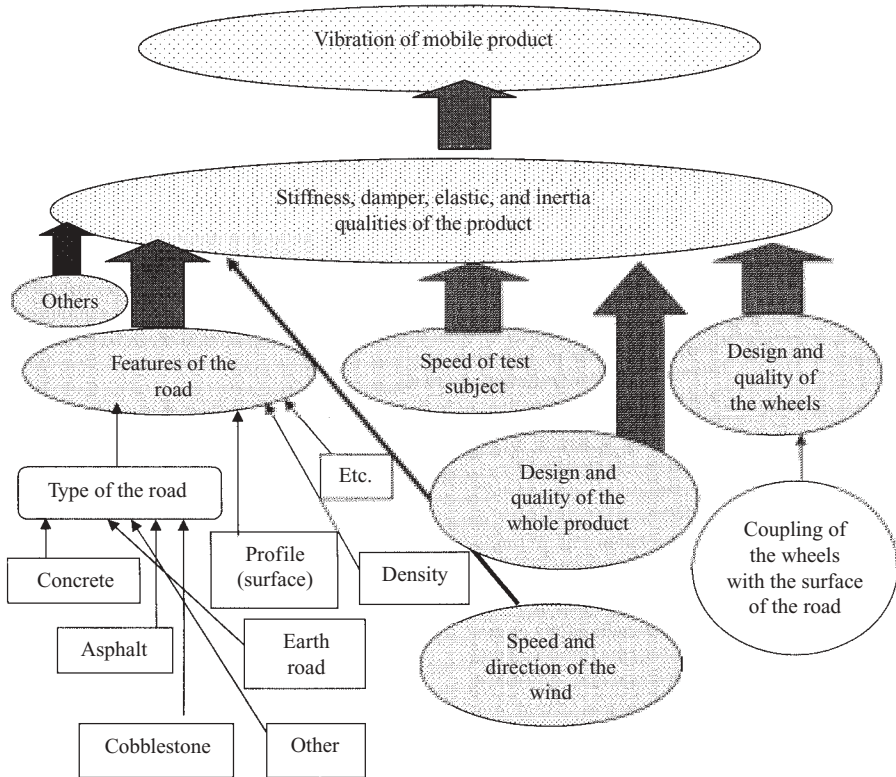 Vibration of mobile product
Stiffness, damper, elastic, and inertia
qualities of the product
Others
Features of the
road
Speed of test
subject
Design and
quality of
the wheels
Type of the road
Etc.
Design and
quality of the
whole product
Coupling of
the wheels
with the surface
of the road
Concrete
Profile
(surface)
Density
Asphalt
Earth
road
Speed and
direction of the
wind
Cobblestone
Other